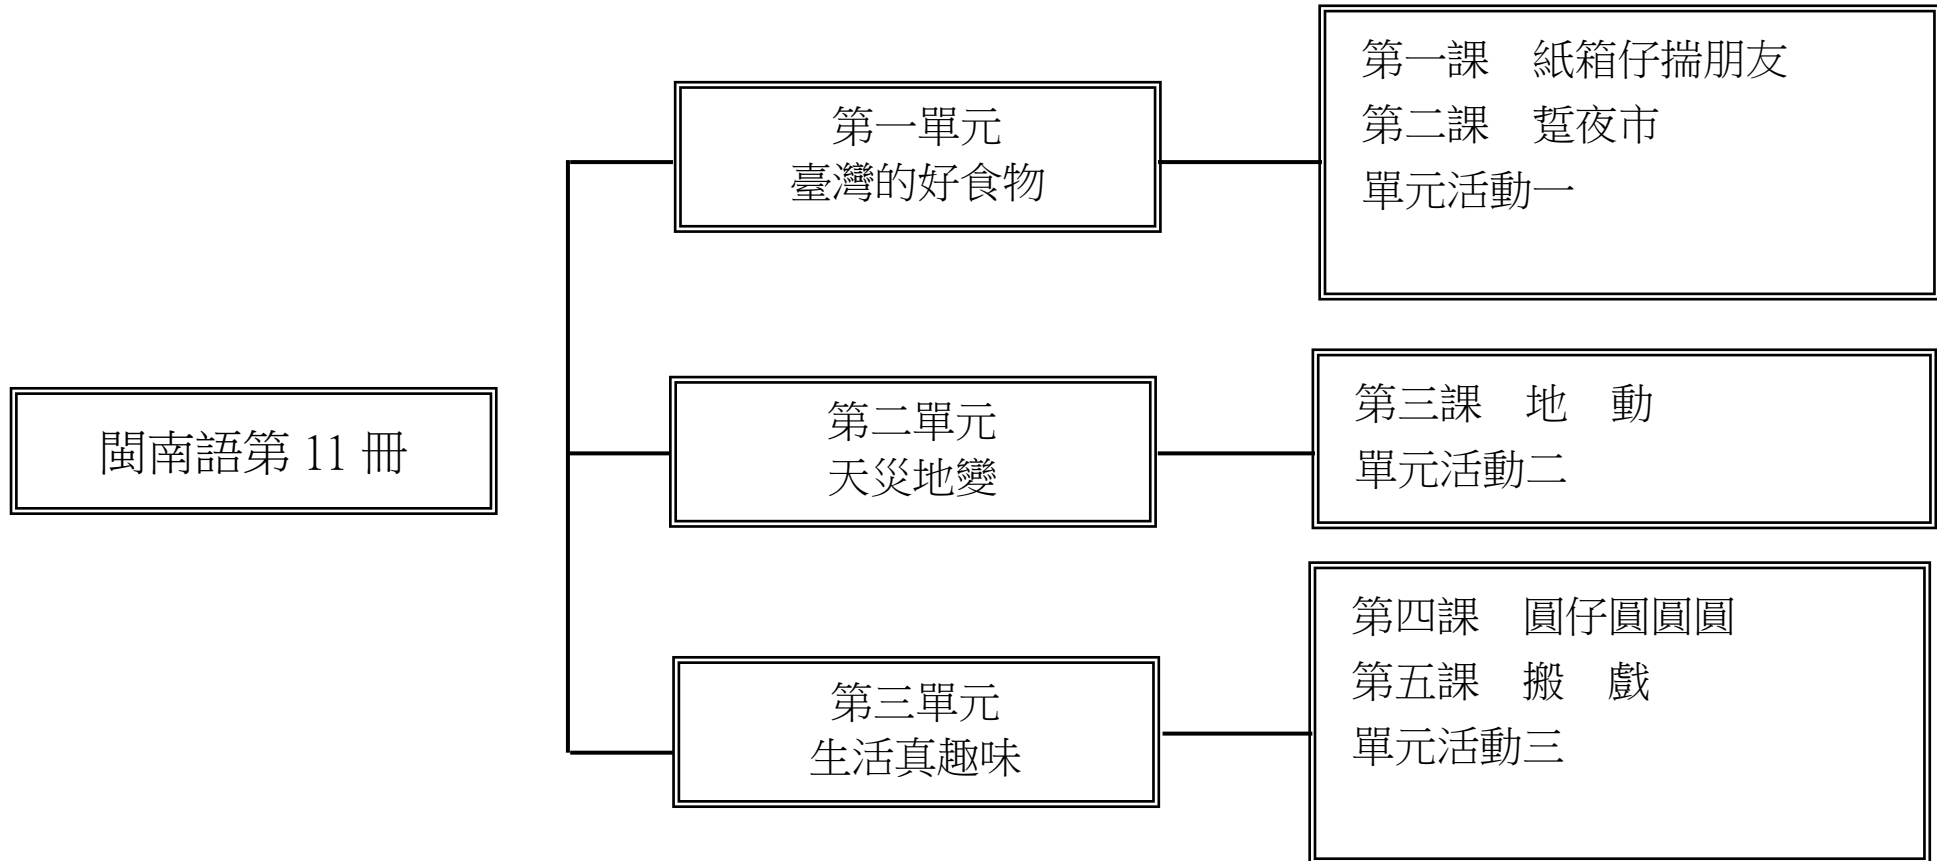 閩南語第 11 冊
第一單元
臺灣的好食物
第一課　紙箱仔揣朋友
第二課　踅夜市
單元活動一
第二單元
天災地變
第三課　地　動
單元活動二
第三單元
生活真趣味
第四課　圓仔圓圓圓
第五課　搬　戲
單元活動三